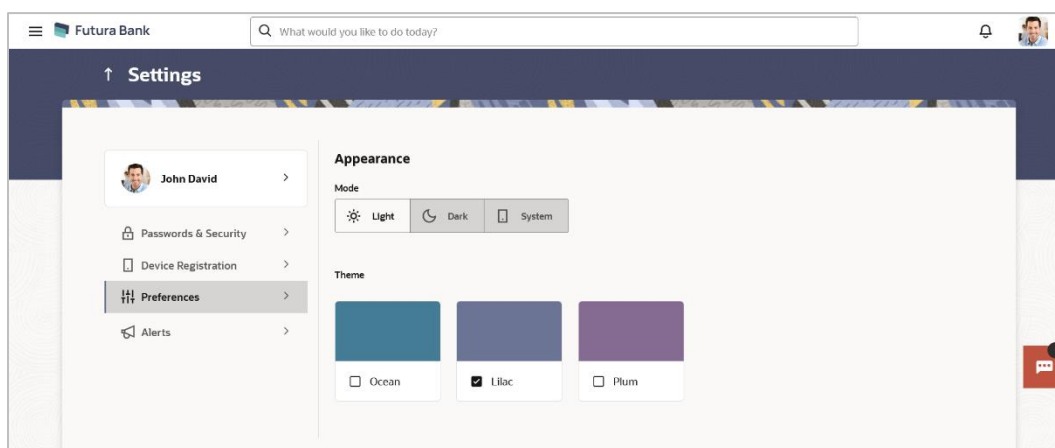 Futura Bank
What would you like to do today?
↑ Settings
John David
Passwords & Security
Device Registration
Preferences
Alerts
Appearance
Mode
Light Dark System
Theme
Ocean Lilac Plum